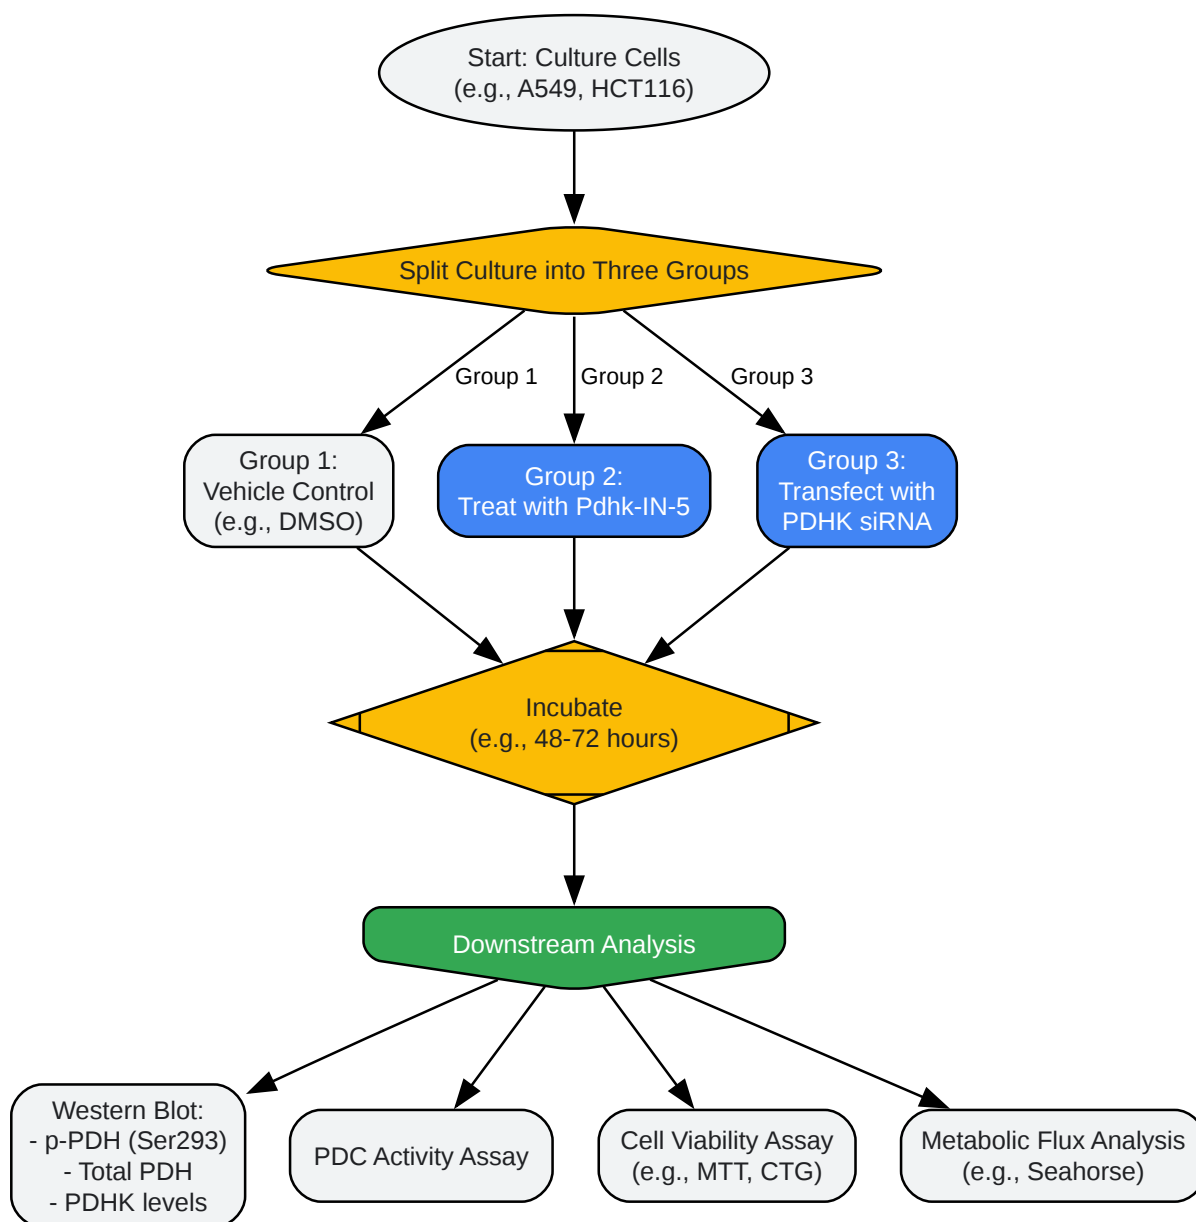 Start: Culture Cells
(e.g., A549, HCT116)
Split Culture into Three Groups
Group 1
Group 2
Group 3
Group 1:
Vehicle Control
(e.g., DMSO)
Group 2:
Treat with Pdhk-IN-5
Group 3:
Transfect with
PDHK siRNA
Incubate
(e.g., 48-72 hours)
Downstream Analysis
Western Blot:
- p-PDH (Ser293)
- Total PDH
- PDHK levels
PDC Activity Assay
Cell Viability Assay
(e.g., MTT, CTG)
Metabolic Flux Analysis
(e.g., Seahorse)